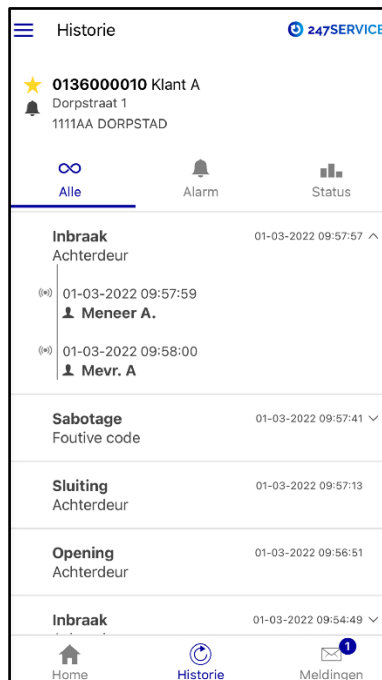 Historie
247SERVICE
0136000010 Klant A
Dorpstraat 1
1111AA DORPSTAD
Alle
Alarm
Status
Inbraak 01-03-2022 09:57:57
Achterdeur
01-03-2022 09:57:59
Meneer A.
01-03-2022 09:58:00
Mevr. A
Sabotage 01-03-2022 09:57:41
Foutive code
Sluiting 01-03-2022 09:57:13
Achterdeur
Opening 01-03-2022 09:56:51
Achterdeur
Inbraak 01-03-2022 09:54:49
1
Home
Historie
Meldingen